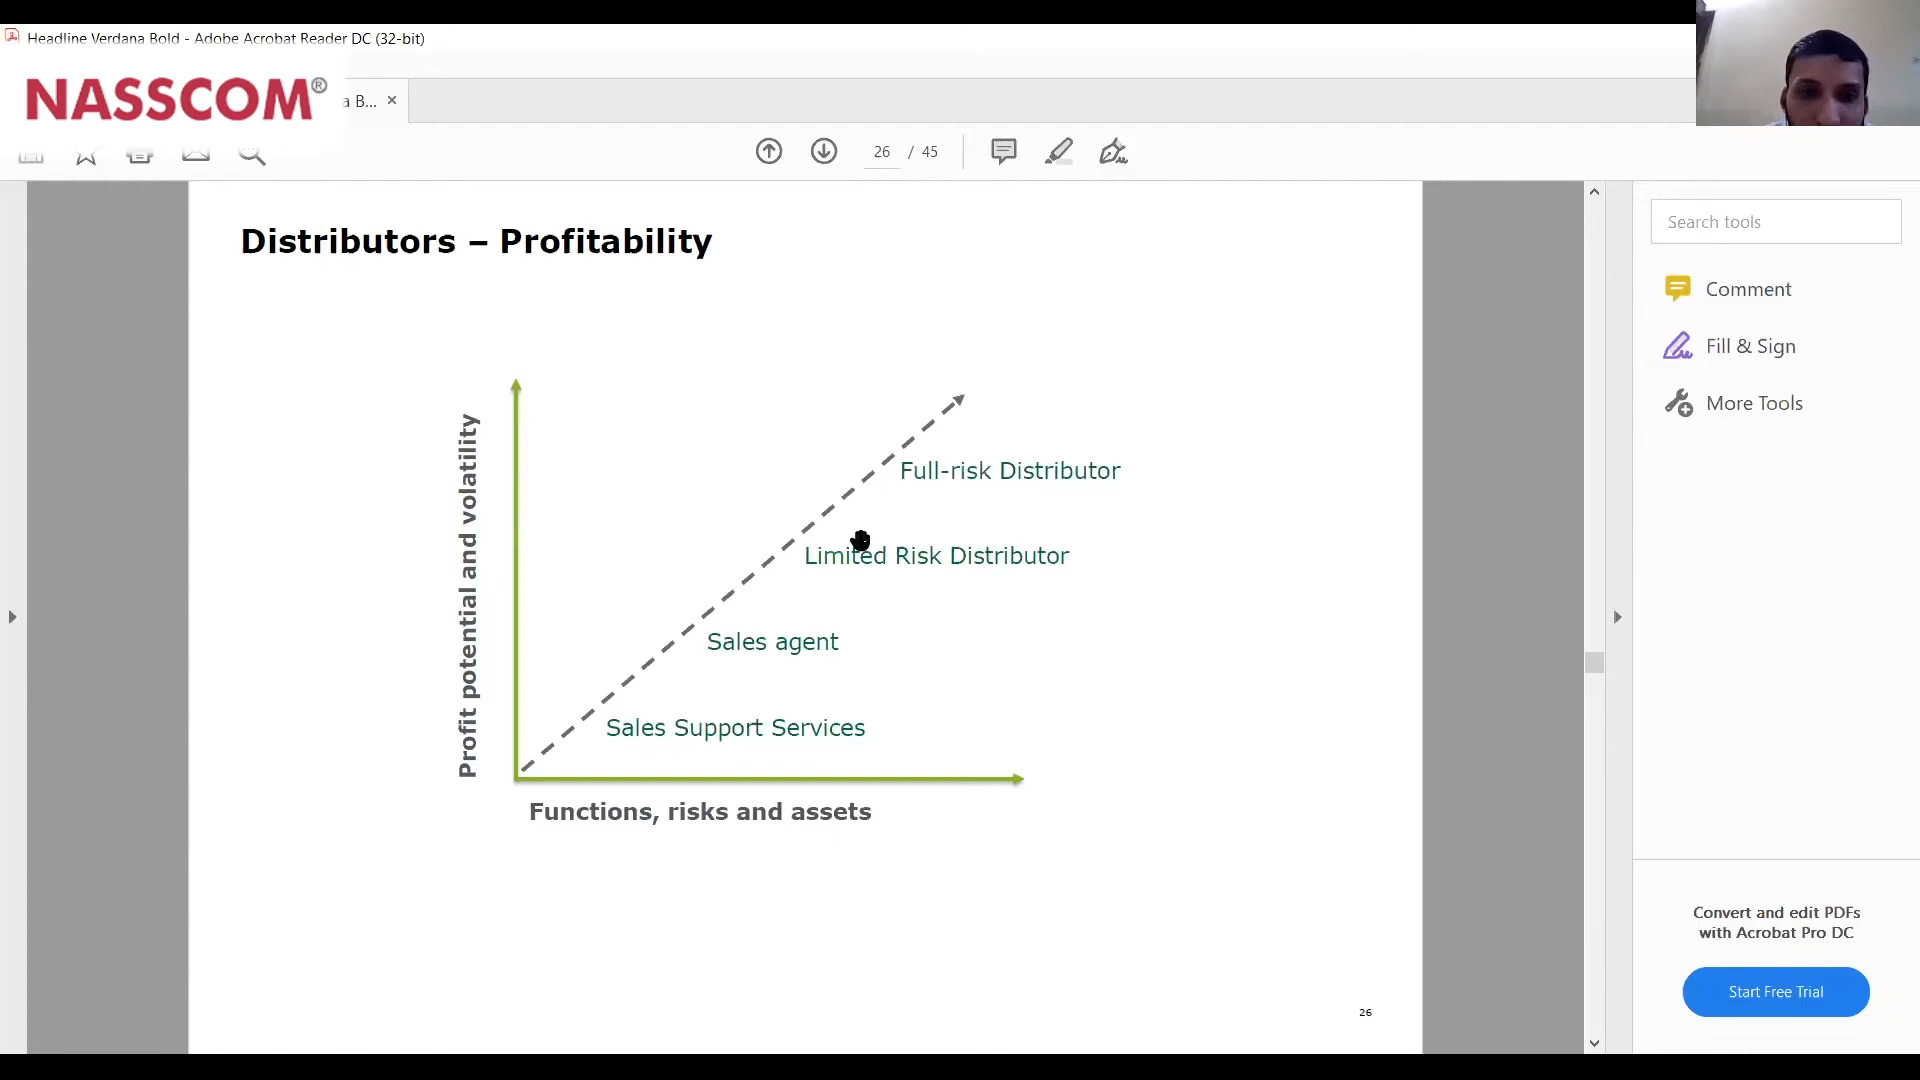 Headline Verdana Bold - Adobe Acrobat Reader DC (32-bit)
NASSCOM®
a B... ×
26 / 45
Search tools
Comment
Fill & Sign
More Tools
Distributors – Profitability
Profit potential and volatility
Full-risk Distributor
Limited Risk Distributor
Sales agent
Sales Support Services
Functions, risks and assets
26
Convert and edit PDFs
with Acrobat Pro DC
Start Free Trial